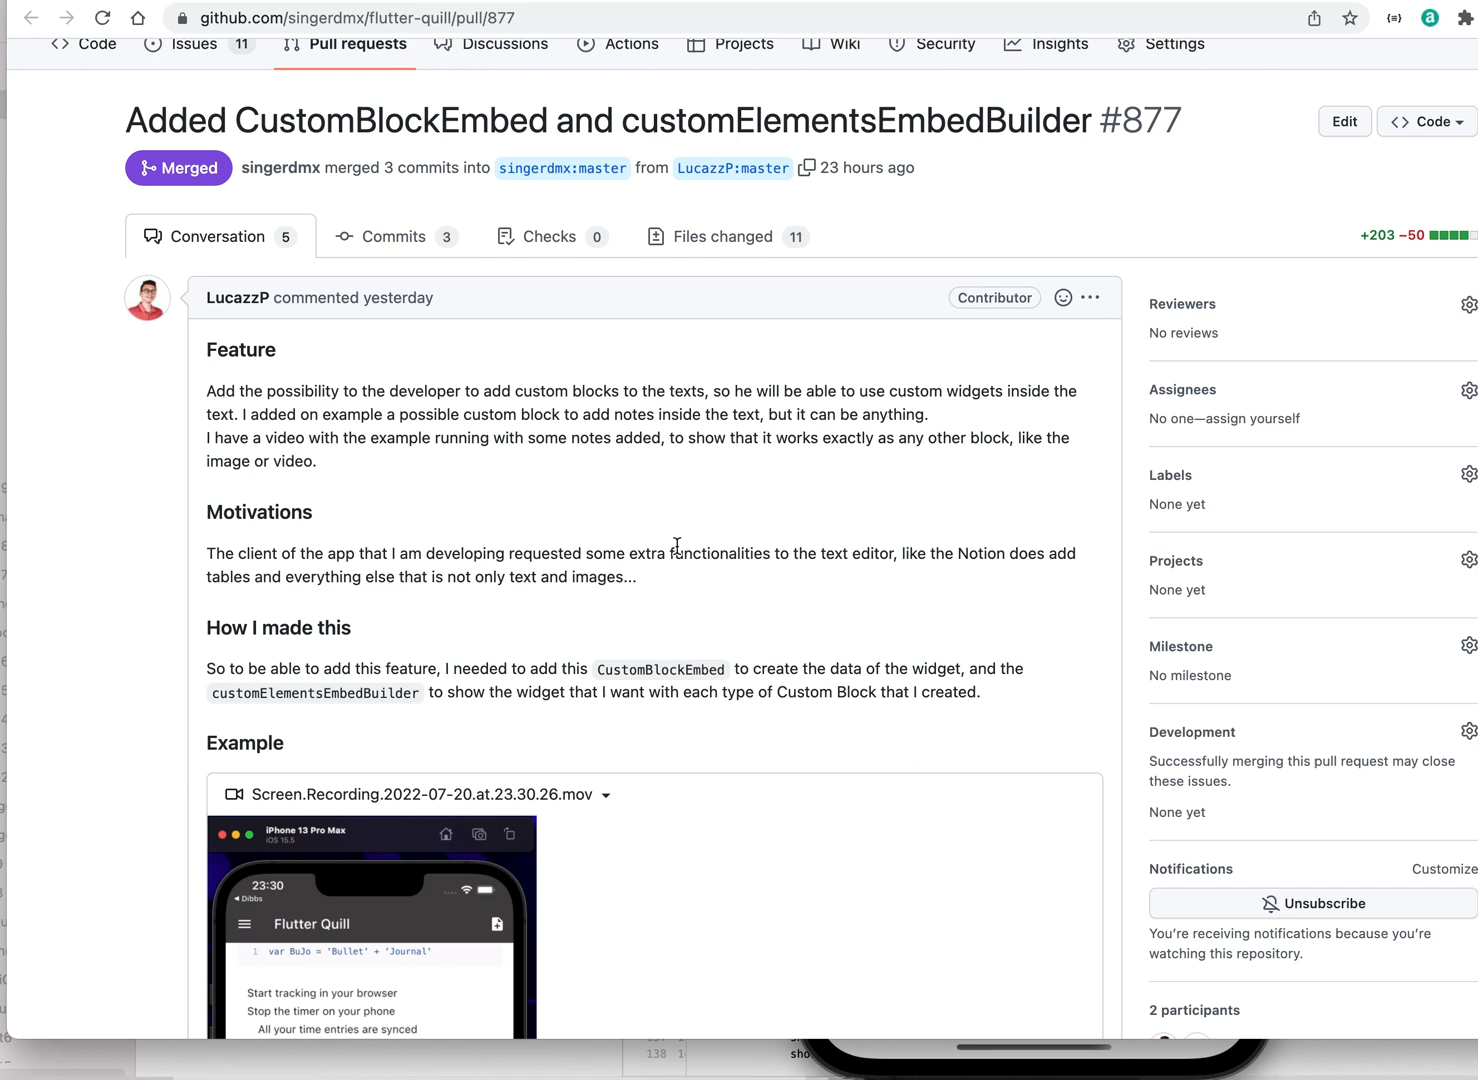 github.com/singerdmx/flutter-quill/pull/877
Code Issues 11 Pull requests Discussions Actions Projects Wiki Security Insights Settings
Added CustomBlockEmbed and customElementsEmbedBuilder #877
Edit
Code
Merged singerdmx merged 3 commits into singerdmx:master from LucazzP:master 23 hours ago
Conversation 5 Commits 3 Checks 0 Files changed 11
+203 −50
LucazzP commented yesterday
Contributor
Feature
Add the possibility to the developer to add custom blocks to the texts, so he will be able to use custom widgets inside the
text. I added on example a possible custom block to add notes inside the text, but it can be anything.
I have a video with the example running with some notes added, to show that it works exactly as any other block, like the
image or video.
Motivations
The client of the app that I am developing requested some extra functionalities to the text editor, like the Notion does add
tables and everything else that is not only text and images...
How I made this
So to be able to add this feature, I needed to add this CustomBlockEmbed to create the data of the widget, and the
customElementsEmbedBuilder to show the widget that I want with each type of Custom Block that I created.
Example
Screen.Recording.2022-07-20.at.23.30.26.mov
iPhone 13 Pro Max
iOS 15.5
23:30
Dibbs
Flutter Quill
1 var BuJo = 'Bullet' + 'Journal'
Start tracking in your browser
Stop the timer on your phone
All your time entries are synced
Reviewers
No reviews
Assignees
No one—assign yourself
Labels
None yet
Projects
None yet
Milestone
No milestone
Development
Successfully merging this pull request may close
these issues.
None yet
Notifications
Customize
Unsubscribe
You're receiving notifications because you're
watching this repository.
2 participants
138
sho